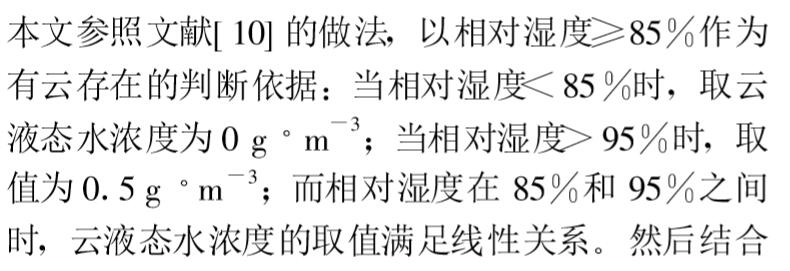 本文参照文献[ 10] 的做法, 以相对湿度≥85%作为
有云存在的判断依据: 当相对湿度< 85 %时, 取云
液态水浓度为 0 g °m⁻³; 当相对湿度> 95%时, 取
值为 0. 5 g °m⁻³; 而相对湿度在 85%和 95%之间
时, 云液态水浓度的取值满足线性关系。然后结合